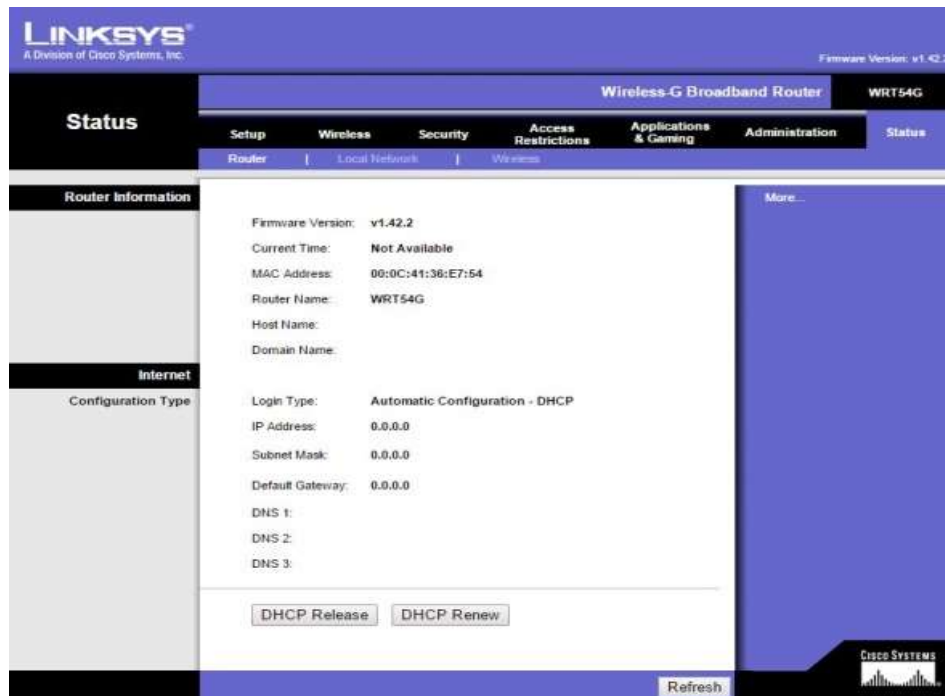 LINKSYS®
A Division of Cisco Systems, Inc.
Firmware Version: v1.42.2
Wireless-G Broadband Router
WRT54G
Status
Setup
Wireless
Security
Access Restrictions
Applications & Gaming
Administration
Status
Router | Local Network | Wireless
Router Information
More...
Firmware Version: v1.42.2
Current Time: Not Available
MAC Address: 00:0C:41:36:E7:54
Router Name: WRT54G
Host Name:
Domain Name:
Internet
Configuration Type
Login Type: Automatic Configuration - DHCP
IP Address: 0.0.0.0
Subnet Mask: 0.0.0.0
Default Gateway: 0.0.0.0
DNS 1:
DNS 2:
DNS 3:
DHCP Release
DHCP Renew
CISCO SYSTEMS
Refresh